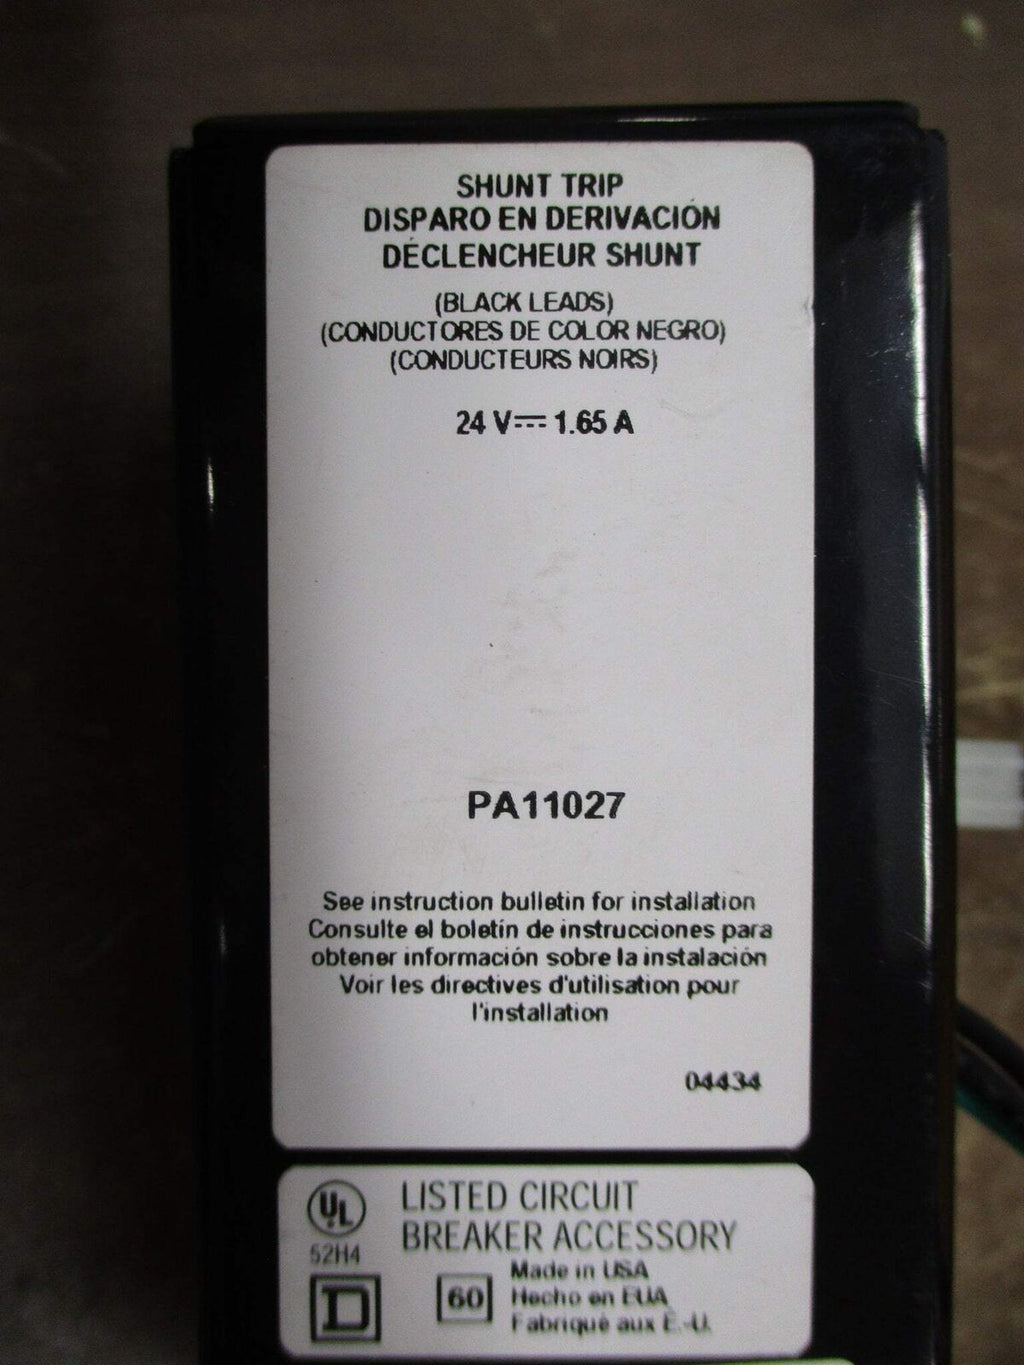 SHUNT TRIP
DISPARO EN DERIVACIÓN
DÉCLENCHEUR SHUNT
(BLACK LEADS)
(CONDUCTORES DE COLOR NEGRO)
(CONDUCTEURS NOIRS)
24 V⎓ 1.65 A
PA11027
See instruction bulletin for installation
Consulte el boletín de instrucciones para
obtener información sobre la instalación
Voir les directives d'utilisation pour
l'installation
04434
UL
LISTED CIRCUIT
BREAKER ACCESSORY
52H4
D
60
Made in USA
Hecho en EUA
Fabriqué aux É.-U.